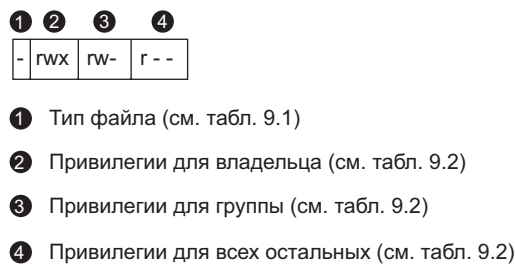 1 2 3 4
- rwx rw- r - -
1 Тип файла (см. табл. 9.1)
2 Привилегии для владельца (см. табл. 9.2)
3 Привилегии для группы (см. табл. 9.2)
4 Привилегии для всех остальных (см. табл. 9.2)